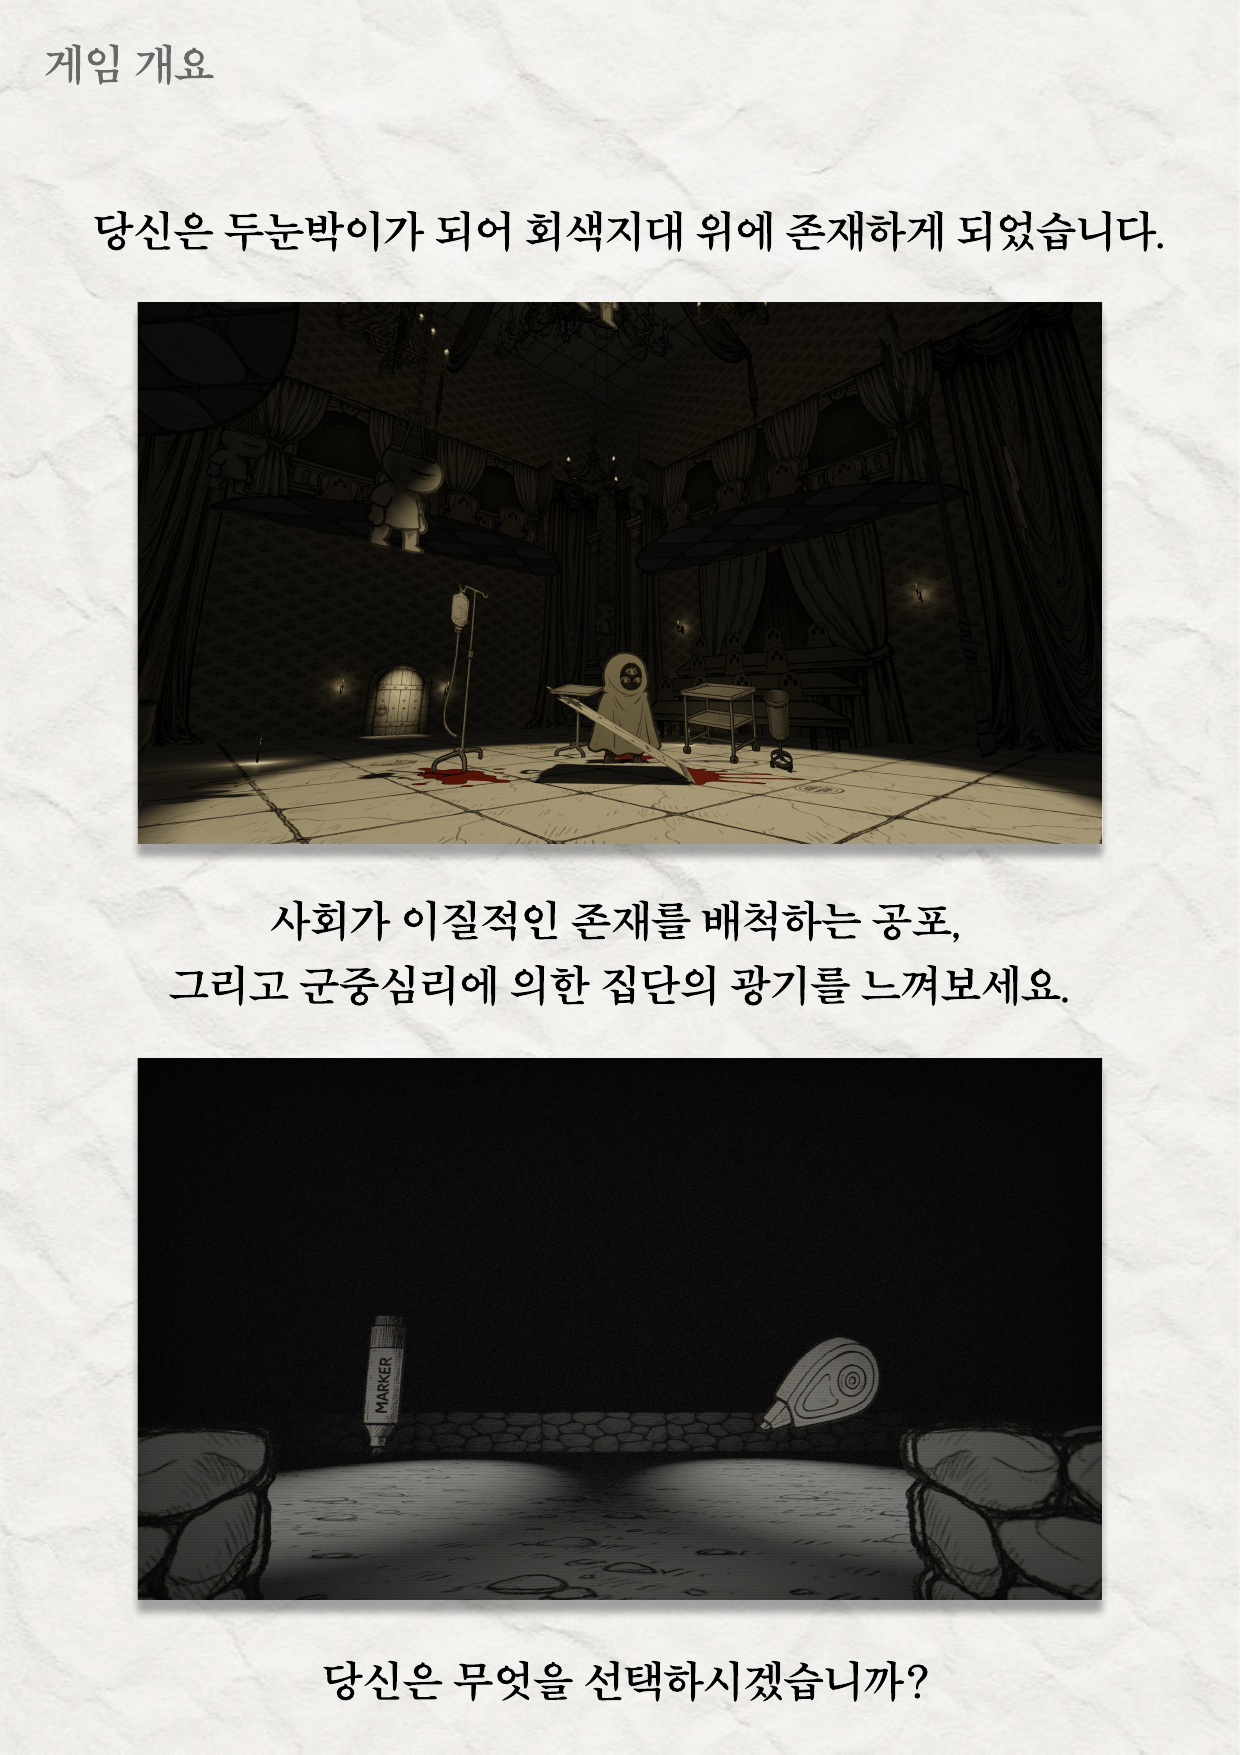 게임 개요
당신은 두눈박이가 되어 회색지대 위에 존재하게 되었습니다.
사회가 이질적인 존재를 배척하는 공포,
그리고 군중심리에 의한 집단의 광기를 느껴보세요.
MARKER
당신은 무엇을 선택하시겠습니까?